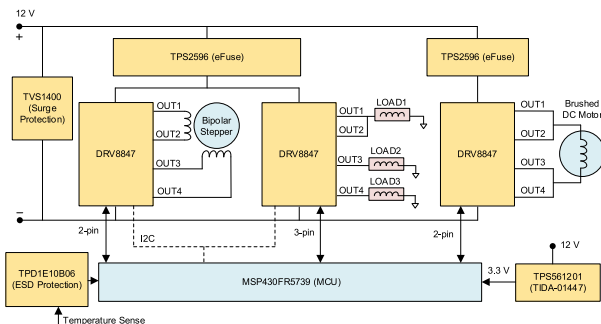 12 V
+
TPS2596 (eFuse)
TPS2596 (eFuse)
TVS1400
(Surge
Protection)
DRV8847
OUT1
OUT2
OUT3
OUT4
Bipolar
Stepper
DRV8847
OUT1
OUT2
OUT3
OUT4
LOAD1
LOAD2
LOAD3
DRV8847
OUT1
OUT2
OUT3
OUT4
Brushed
DC Motor
−
2-pin
I2C
3-pin
2-pin
12 V
TPD1E10B06
(ESD Protection)
MSP430FR5739 (MCU)
3.3 V
TPS561201
(TIDA-01447)
Temperature Sense